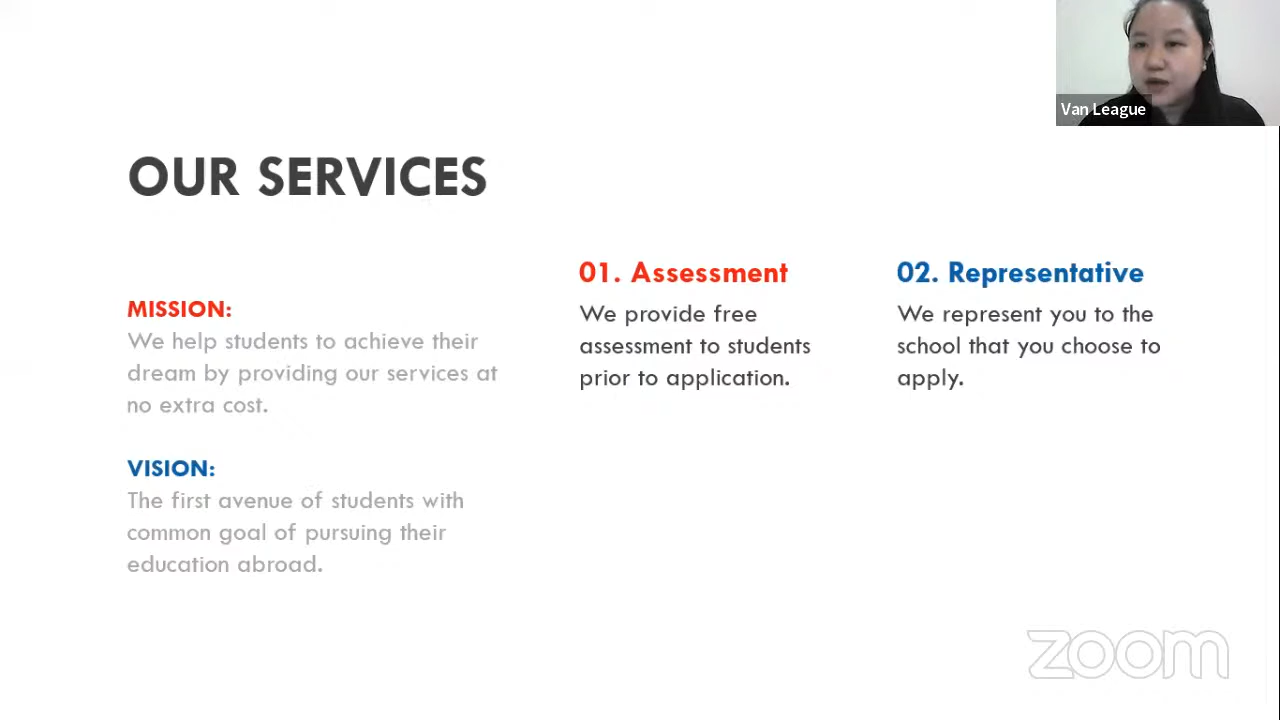 Van League
OUR SERVICES
MISSION:
We help students to achieve their
dream by providing our services at
no extra cost.
VISION:
The first avenue of students with
common goal of pursuing their
education abroad.
01. Assessment
We provide free
assessment to students
prior to application.
02. Representative
We represent you to the
school that you choose to
apply.
zoom